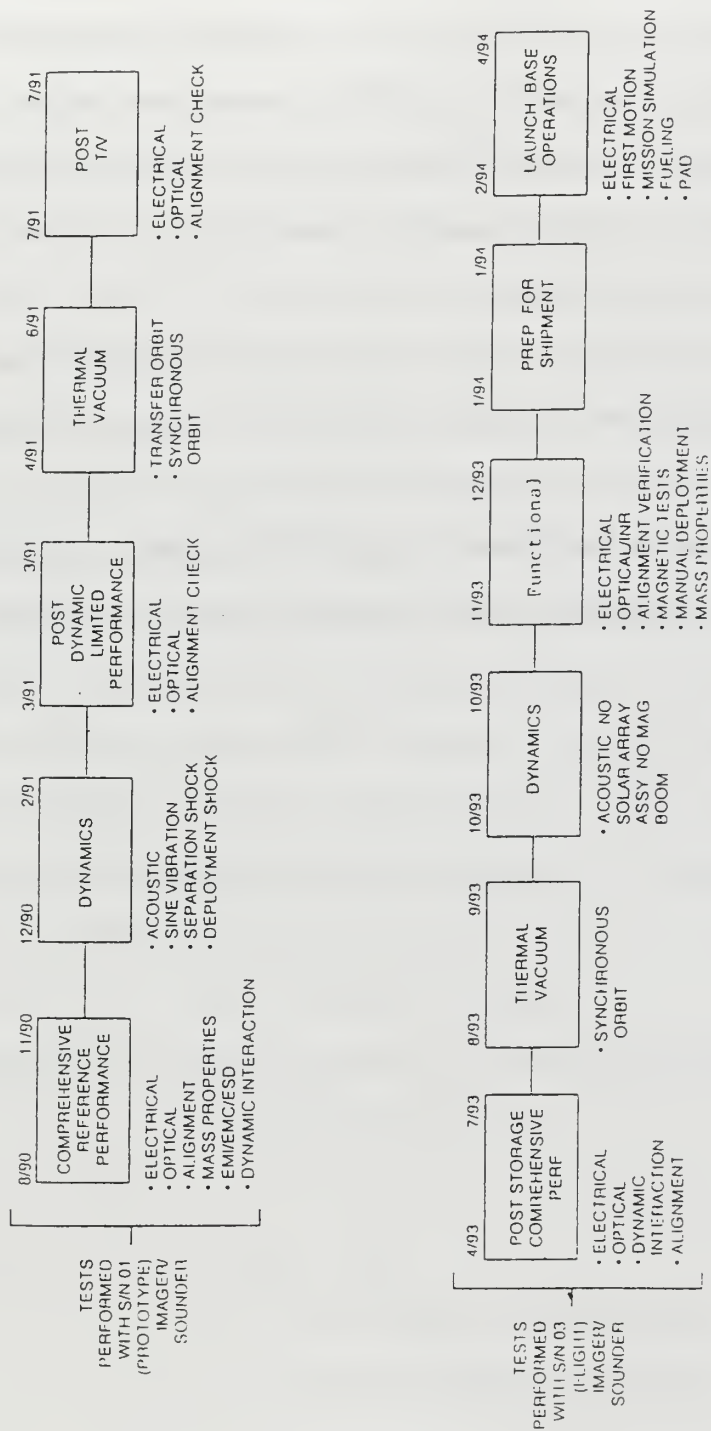 TESTS
PERFORMED
WITH S/N 01
(PROTOTYPE)
IMAGER/
SOUNDER
8/90 11/90
COMPREHENSIVE
REFERENCE
PERFORMANCE
• ELECTRICAL
• OPTICAL
• ALIGNMENT
• MASS PROPERTIES
• EMI/EMC/ESD
• DYNAMIC INTERACTION
12/90 2/91
DYNAMICS
• ACOUSTIC
• SINE VIBRATION
• SEPARATION SHOCK
• DEPLOYMENT SHOCK
3/91 3/91
POST
DYNAMIC
LIMITED
PERFORMANCE
• ELECTRICAL
• OPTICAL
• ALIGNMENT CHECK
4/91 6/91
THERMAL
VACUUM
• TRANSFER ORBIT
• SYNCHRONOUS
ORBIT
7/91 7/91
POST
T/V
• ELECTRICAL
• OPTICAL
• ALIGNMENT CHECK
TESTS
PERFORMED
WITH S/N 03
(FLIGHT)
IMAGER/
SOUNDER
4/93 7/93
POST STORAGE
COMREHENSIVE
PERF
• ELECTRICAL
• OPTICAL
• DYNAMIC
INTERACTION
• ALIGNMENT
8/93 9/93
THERMAL
VACUUM
• SYNCHRONOUS
ORBIT
10/93 10/93
DYNAMICS
• ACOUSTIC NO
SOLAR ARRAY
ASSY NO MAG
BOOM
11/93 12/93
Functional
• ELECTRICAL
• OPTICAL/INR
• ALIGNMENT VERIFICATION
• MAGNETIC TESTS
• MANUAL DEPLOYMENT
• MASS PROPERTIES
1/94 1/94
PREP FOR
SHIPMENT
2/94 4/94
LAUNCH BASE
OPERATIONS
• ELECTRICAL
• FIRST MOTION
• MISSION SIMULATION
• FUELING
• PAD